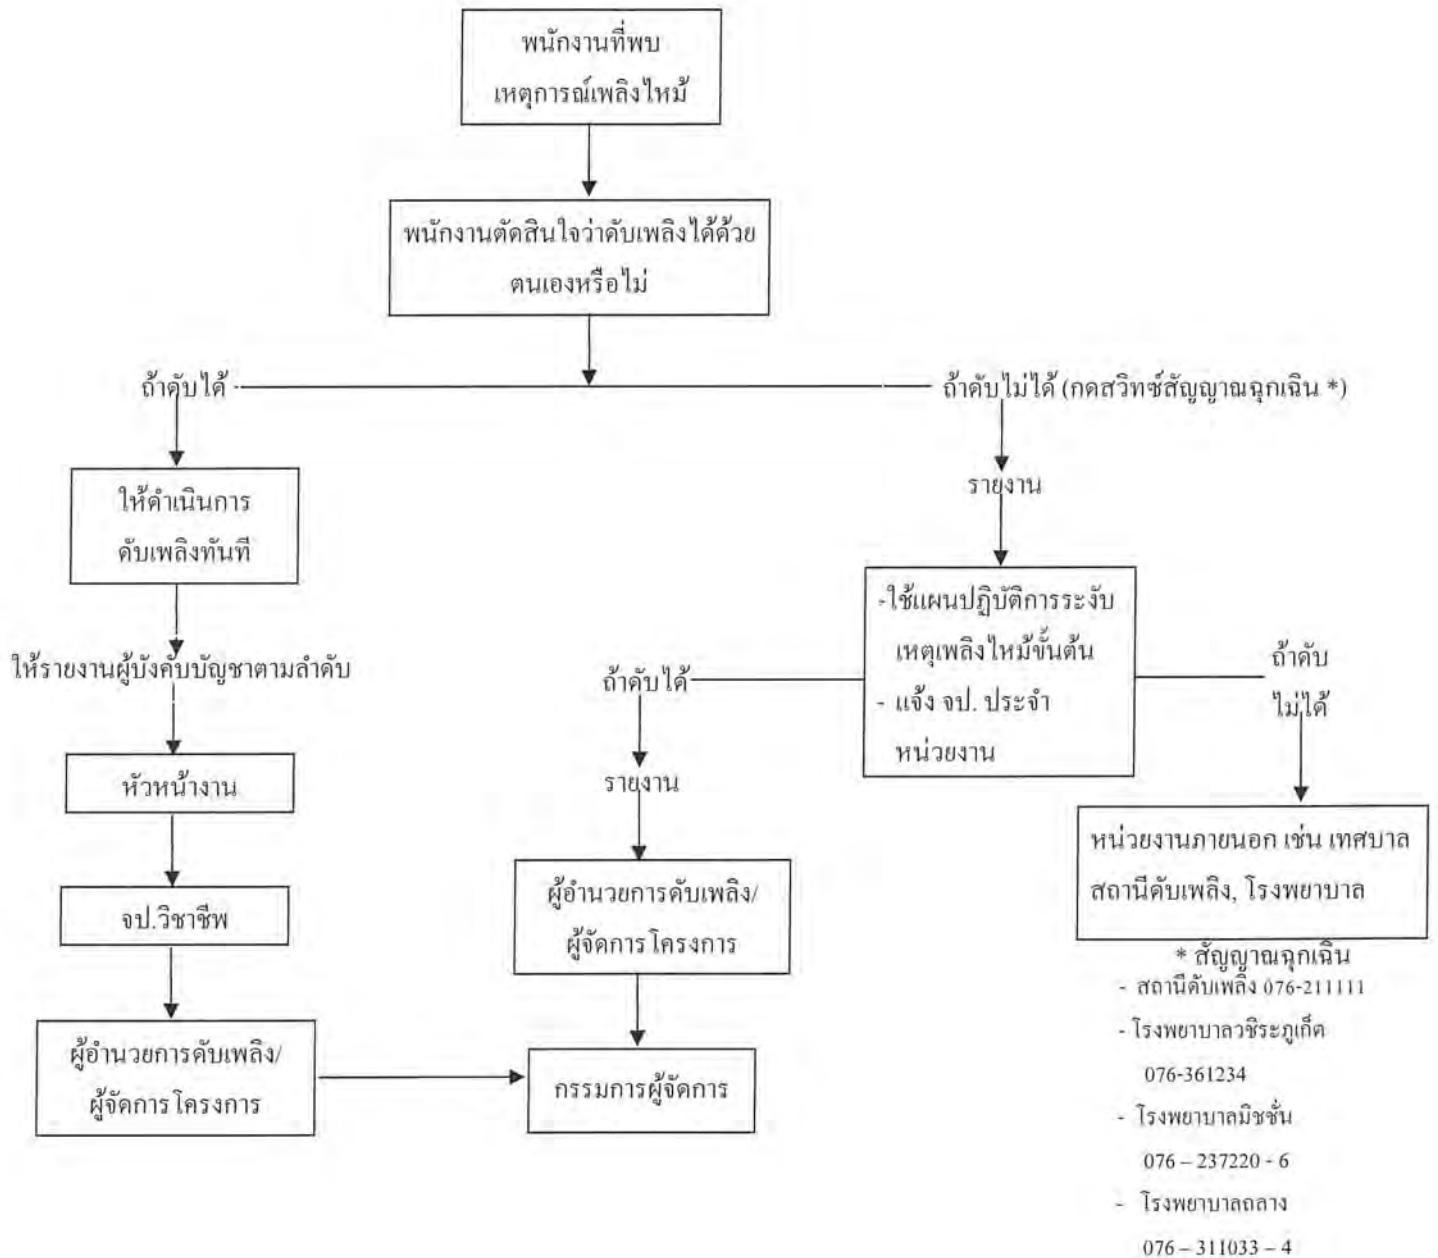 พนักงานที่พบ
เหตุการณ์เพลิงไหม้
พนักงานตัดสินใจว่าดับเพลิงได้ด้วย
ตนเองหรือไม่
ถ้าดับได้
ถ้าดับไม่ได้ (กดสวิทซ์สัญญาณฉุกเฉิน *)
ให้ดำเนินการ
ดับเพลิงทันที
ให้รายงานผู้บังคับบัญชาตามลำดับ
หัวหน้างาน
จป.วิชาชีพ
ผู้อำนวยการดับเพลิง/
ผู้จัดการโครงการ
รายงาน
-ใช้แผนปฏิบัติการระงับ
เหตุเพลิงไหม้ขั้นต้น
- แจ้ง จป. ประจำ
หน่วยงาน
ถ้าดับได้
รายงาน
ผู้อำนวยการดับเพลิง/
ผู้จัดการโครงการ
กรรมการผู้จัดการ
ถ้าดับ
ไม่ได้
หน่วยงานภายนอก เช่น เทศบาล
สถานีดับเพลิง, โรงพยาบาล
* สัญญาณฉุกเฉิน
- สถานีดับเพลิง 076-211111
- โรงพยาบาลวชิระภูเก็ต
076-361234
- โรงพยาบาลมิชชั่น
076 – 237220 - 6
- โรงพยาบาลถลาง
076 – 311033 – 4